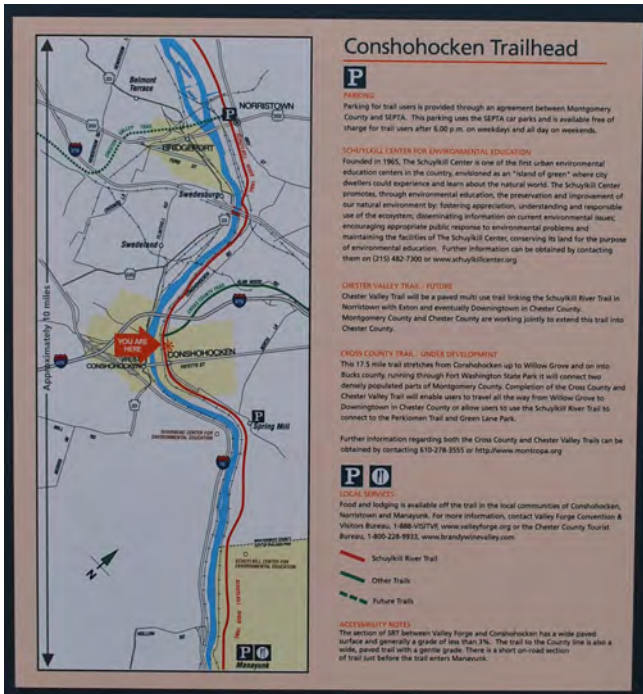 Conshohocken Trailhead
P
PARKING
Parking for trail users is provided through an agreement between Montgomery
County and SEPTA. This parking uses the SEPTA car parks and is available free of
charge for trail users after 6.00 p.m. on weekdays and all day on weekends.
SCHUYLKILL CENTER FOR ENVIRONMENTAL EDUCATION
Founded in 1965, The Schuylkill Center is one of the first urban environmental
education centers in the country, envisioned as an "island of green" where city
dwellers could experience and learn about the natural world. The Schuylkill Center
promotes, through environmental education, the preservation and improvement of
our natural environment by: fostering appreciation, understanding and responsible
use of the ecosystem; disseminating information on current environmental issues;
encouraging appropriate public response to environmental problems and
maintaining the facilities of The Schuylkill Center, conserving its land for the purpose
of environmental education. Further information can be obtained by contacting
them on (215) 482-7300 or www.schuylkillcenter.org
CHESTER VALLEY TRAIL - FUTURE
Chester Valley Trail will be a paved multi use trail linking the Schuylkill River Trail in
Norristown with Exton and eventually Downingtown in Chester County.
Montgomery County and Chester County are working jointly to extend this trail into
Chester County.
CROSS COUNTY TRAIL - UNDER DEVELOPMENT
This 17.5 mile trail stretches from Conshohocken up to Willow Grove and on into
Bucks county, running through Fort Washington State Park it will connect two
densely populated parts of Montgomery County. Completion of the Cross County and
Chester Valley Trail will enable users to travel all the way from Willow Grove to
Downingtown in Chester County or allow users to use the Schuylkill River Trail to
connect to the Perkiomen Trail and Green Lane Park.
Further information regarding both the Cross County and Chester Valley Trails can be
obtained by contacting 610-278-3555 or http://www.montcopa.org
P
LOCAL SERVICES
Food and lodging is available off the trail in the local communities of Conshohocken,
Norristown and Manayunk. For more information, contact Valley Forge Convention &
Visitors Bureau, 1-888-VISITVF, www.valleyforge.org or the Chester County Tourist
Bureau, 1-800-228-9933, www.brandywinevalley.com
Schuylkill River Trail
Other Trails
Future Trails
ACCESSIBILITY NOTES
The section of SRT between Valley Forge and Conshohocken has a wide paved
surface and generally a grade of less than 3%. The trail to the County line is also a
wide, paved trail with a gentle grade. There is a short on-road section
of trail just before the trail enters Manayunk.
Approximately 10 miles
Belmont
Terrace
NORRISTOWN
P
BRIDGEPORT
Swedesburg
Swedeland
CROSS COUNTY TRAIL
YOU ARE
HERE
CONSHOHOCKEN
FAYETTE ST
CONSHOHOCKEN
P
Spring Mill
SCHUYLKILL CENTER FOR
ENVIRONMENTAL EDUCATION
N
HOLLOW
P
Manayunk